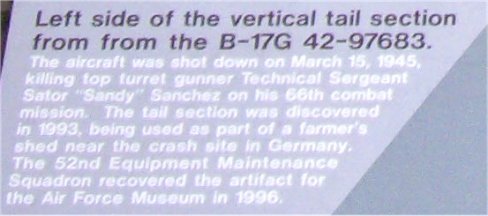 Left side of the vertical tail section
from from the B-17G 42-97683.
The aircraft was shot down on March 15, 1945,
killing top turret gunner Technical Sergeant
Sator "Sandy" Sanchez on his 66th combat
mission. The tail section was discovered
in 1993, being used as part of a farmer's
shed near the crash site in Germany.
The 52nd Equipment Maintenance
Squadron recovered the artifact for
the Air Force Museum in 1996.